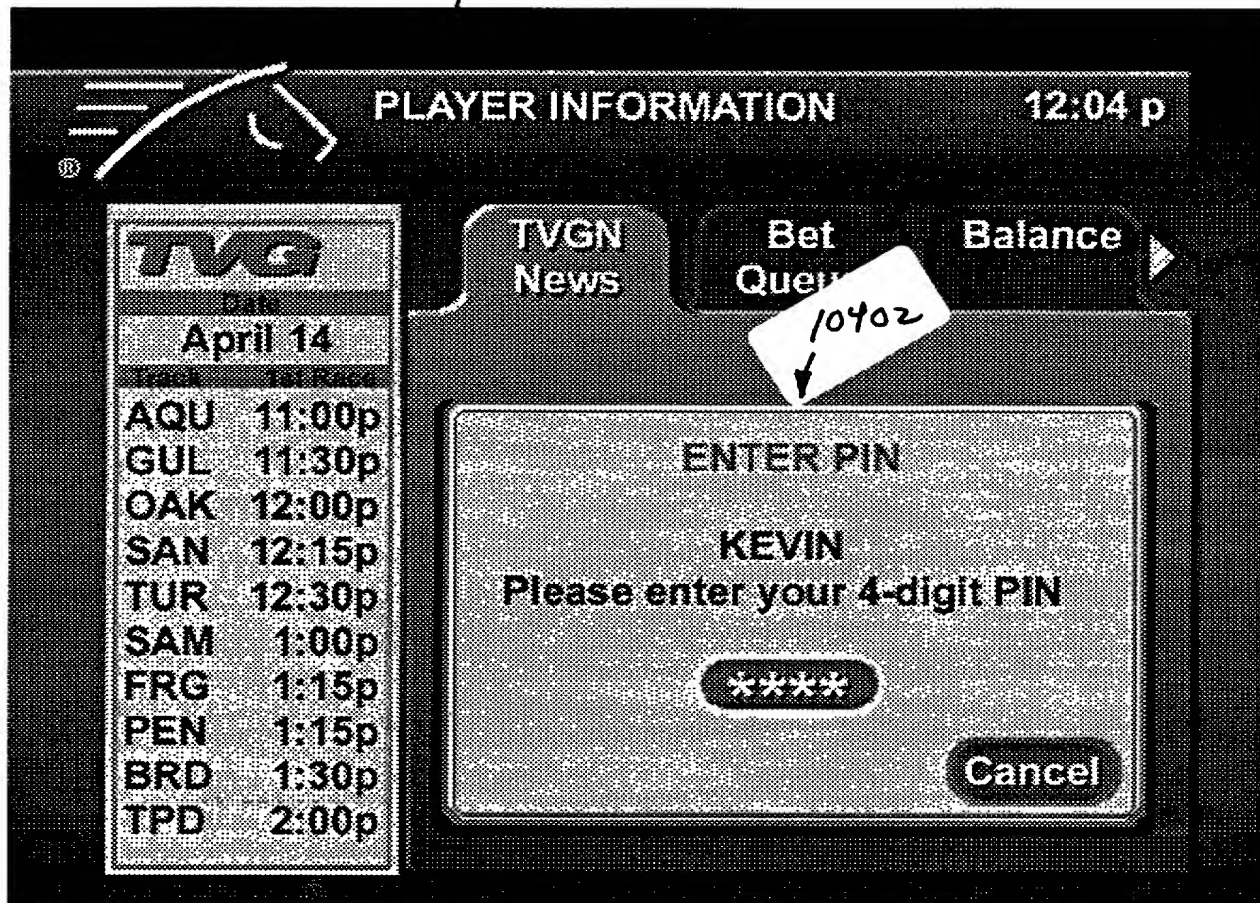 PLAYER INFORMATION 12:04 p
®
TVG
Date
April 14
Track 1st Race
AQU 11:00p
GUL 11:30p
OAK 12:00p
SAN 12:15p
TUR 12:30p
SAM 1:00p
FRG 1:15p
PEN 1:15p
BRD 1:30p
TPD 2:00p
TVGN
News
Bet
Balance
10402
ENTER PIN
KEVIN
Please enter your 4-digit PIN
****
Cancel